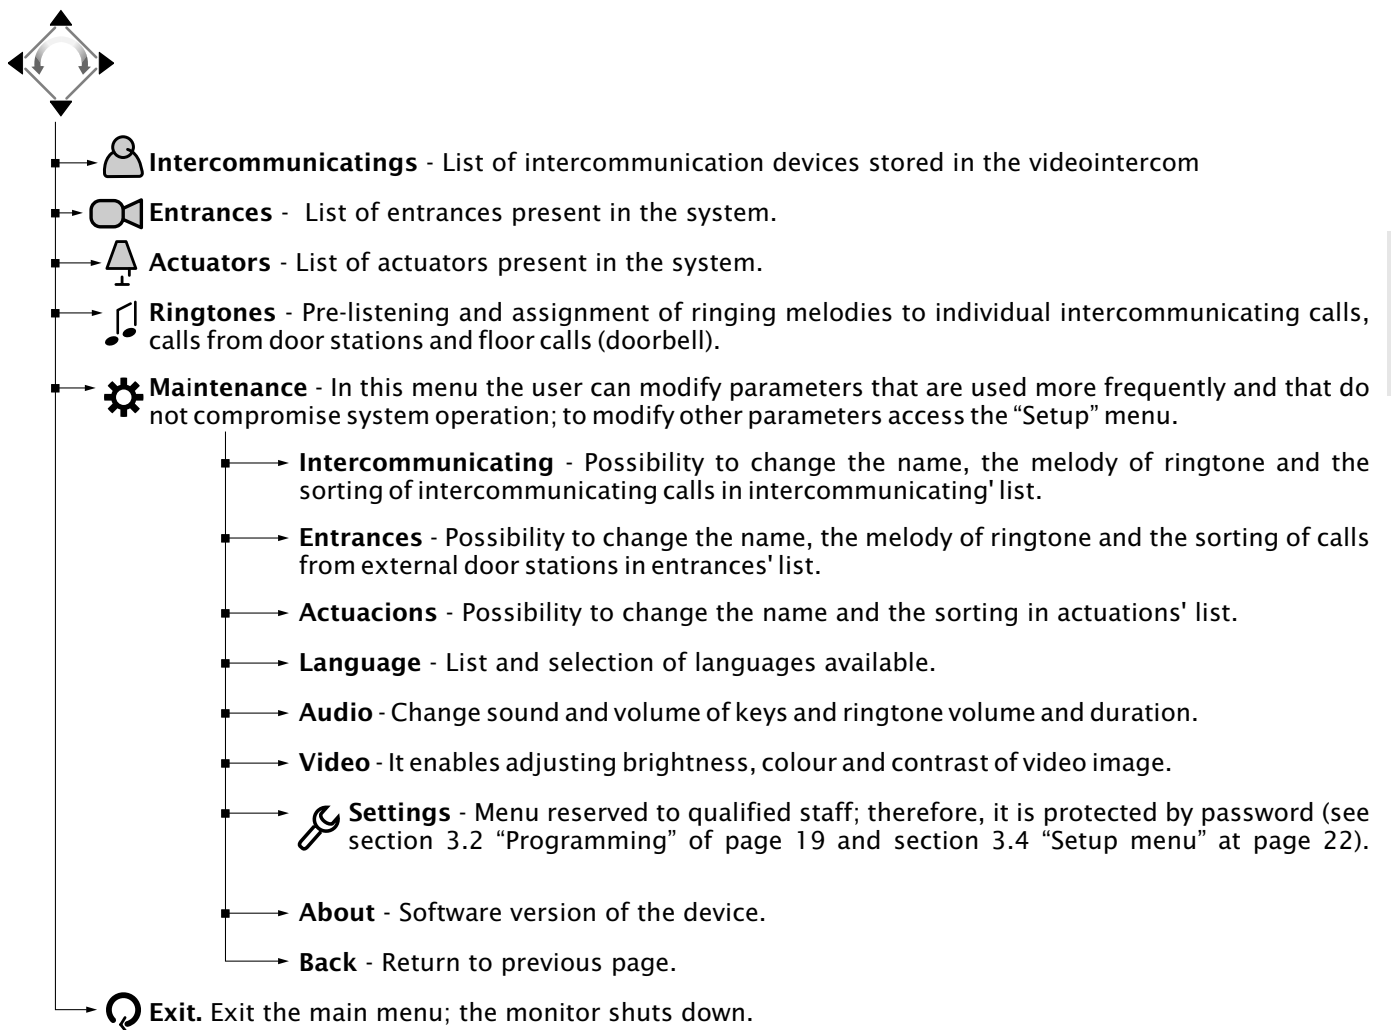 Intercommunicatings - List of intercommunication devices stored in the videointercom
Entrances - List of entrances present in the system.
Actuators - List of actuators present in the system.
Ringtones - Pre-listening and assignment of ringing melodies to individual intercommunicating calls,
calls from door stations and floor calls (doorbell).
Maintenance - In this menu the user can modify parameters that are used more frequently and that do
not compromise system operation; to modify other parameters access the “Setup” menu.
Intercommunicating - Possibility to change the name, the melody of ringtone and the
sorting of intercommunicating calls in intercommunicating' list.
Entrances - Possibility to change the name, the melody of ringtone and the sorting of calls
from external door stations in entrances' list.
Actuacions - Possibility to change the name and the sorting in actuations' list.
Language - List and selection of languages available.
Audio - Change sound and volume of keys and ringtone volume and duration.
Video - It enables adjusting brightness, colour and contrast of video image.
Settings - Menu reserved to qualified staff; therefore, it is protected by password (see
section 3.2 “Programming” of page 19 and section 3.4 “Setup menu” at page 22).
About - Software version of the device.
Back - Return to previous page.
Exit. Exit the main menu; the monitor shuts down.